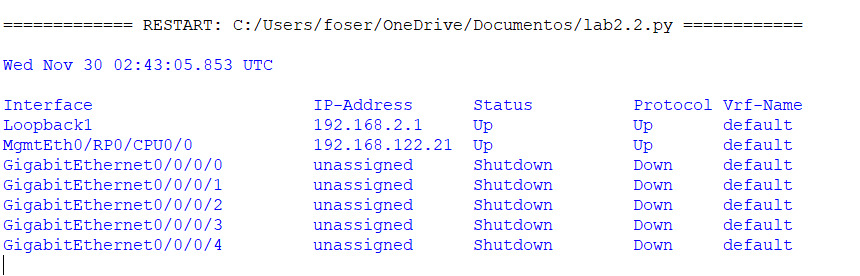 ============= RESTART: C:/Users/foser/OneDrive/Documentos/lab2.2.py ============
Wed Nov 30 02:43:05.853 UTC
Interface IP-Address Status Protocol Vrf-Name
Loopback1 192.168.2.1 Up Up default
MgmtEth0/RP0/CPU0/0 192.168.122.21 Up Up default
GigabitEthernet0/0/0/0 unassigned Shutdown Down default
GigabitEthernet0/0/0/1 unassigned Shutdown Down default
GigabitEthernet0/0/0/2 unassigned Shutdown Down default
GigabitEthernet0/0/0/3 unassigned Shutdown Down default
GigabitEthernet0/0/0/4 unassigned Shutdown Down default